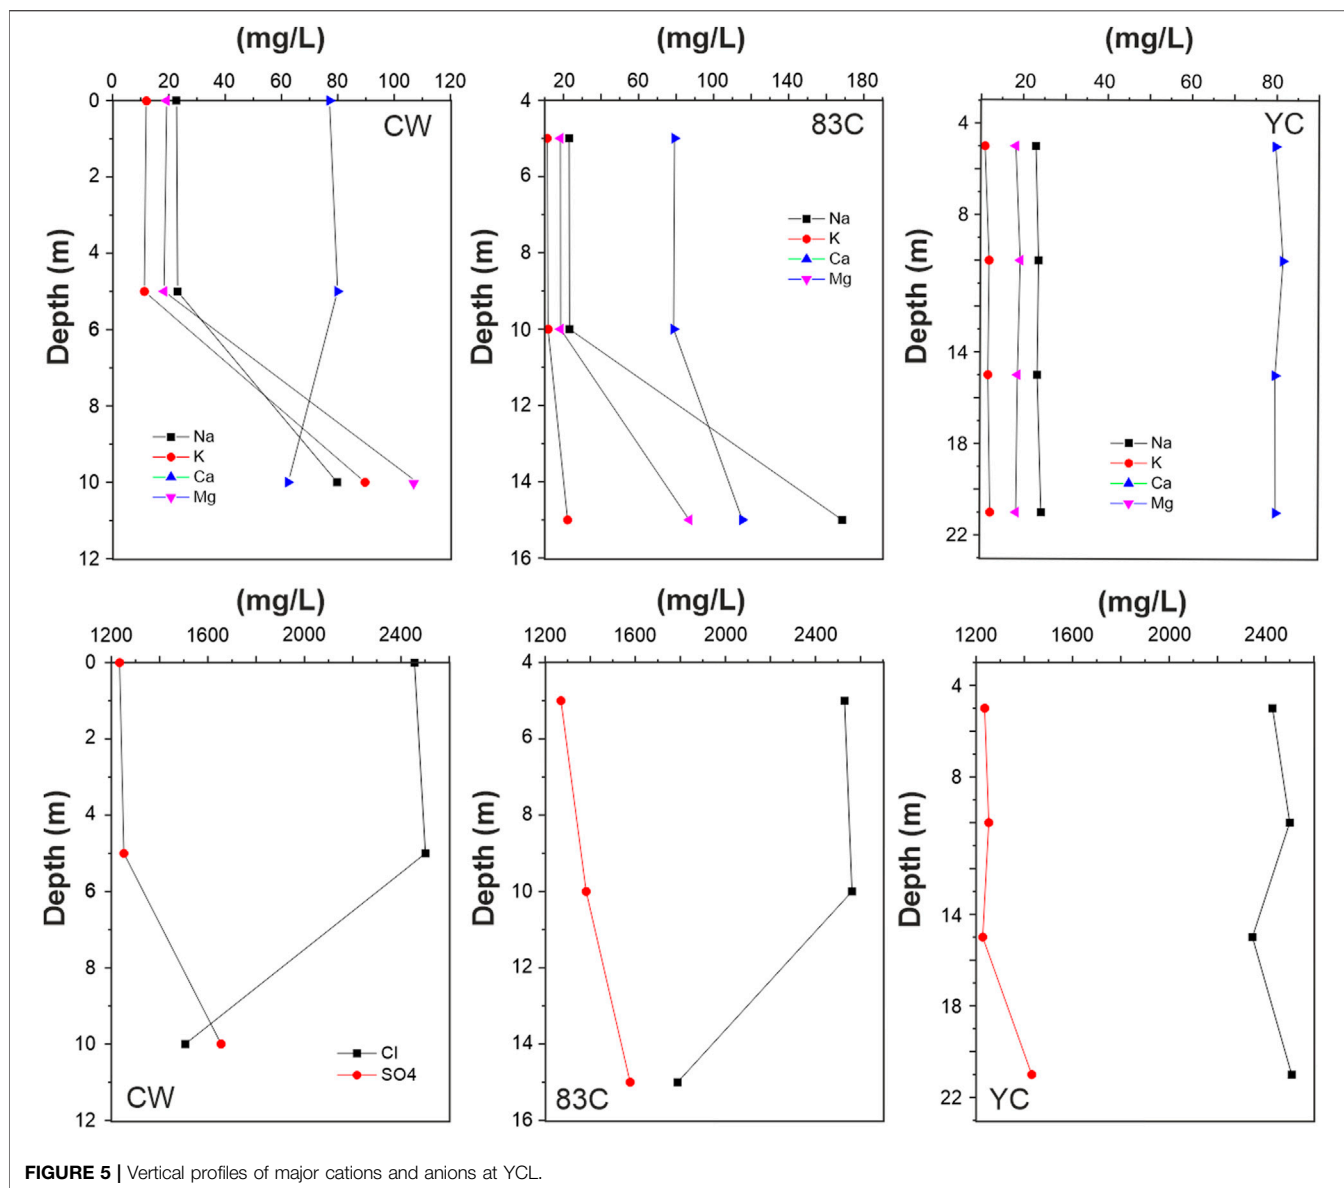 (mg/L) (mg/L) (mg/L)
0 20 40 60 80 100 120
20 60 100 140 180
20 40 60 80
0
2
4
6
8
10
12
Depth (m)
CW
Na
K
Ca
Mg
4
6
8
10
12
14
16
Depth (m)
83C
Na
K
Ca
Mg
4
8
14
18
22
Depth (m)
YC
Na
K
Ca
Mg
(mg/L) (mg/L) (mg/L)
1200 1600 2000 2400
1200 1600 2000 2400
1200 1600 2000 2400
0
2
4
6
8
10
12
Depth (m)
Cl
SO4
CW
4
6
8
10
12
14
16
Depth (m)
83C
4
8
14
18
22
Depth (m)
YC
FIGURE 5 | Vertical profiles of major cations and anions at YCL.